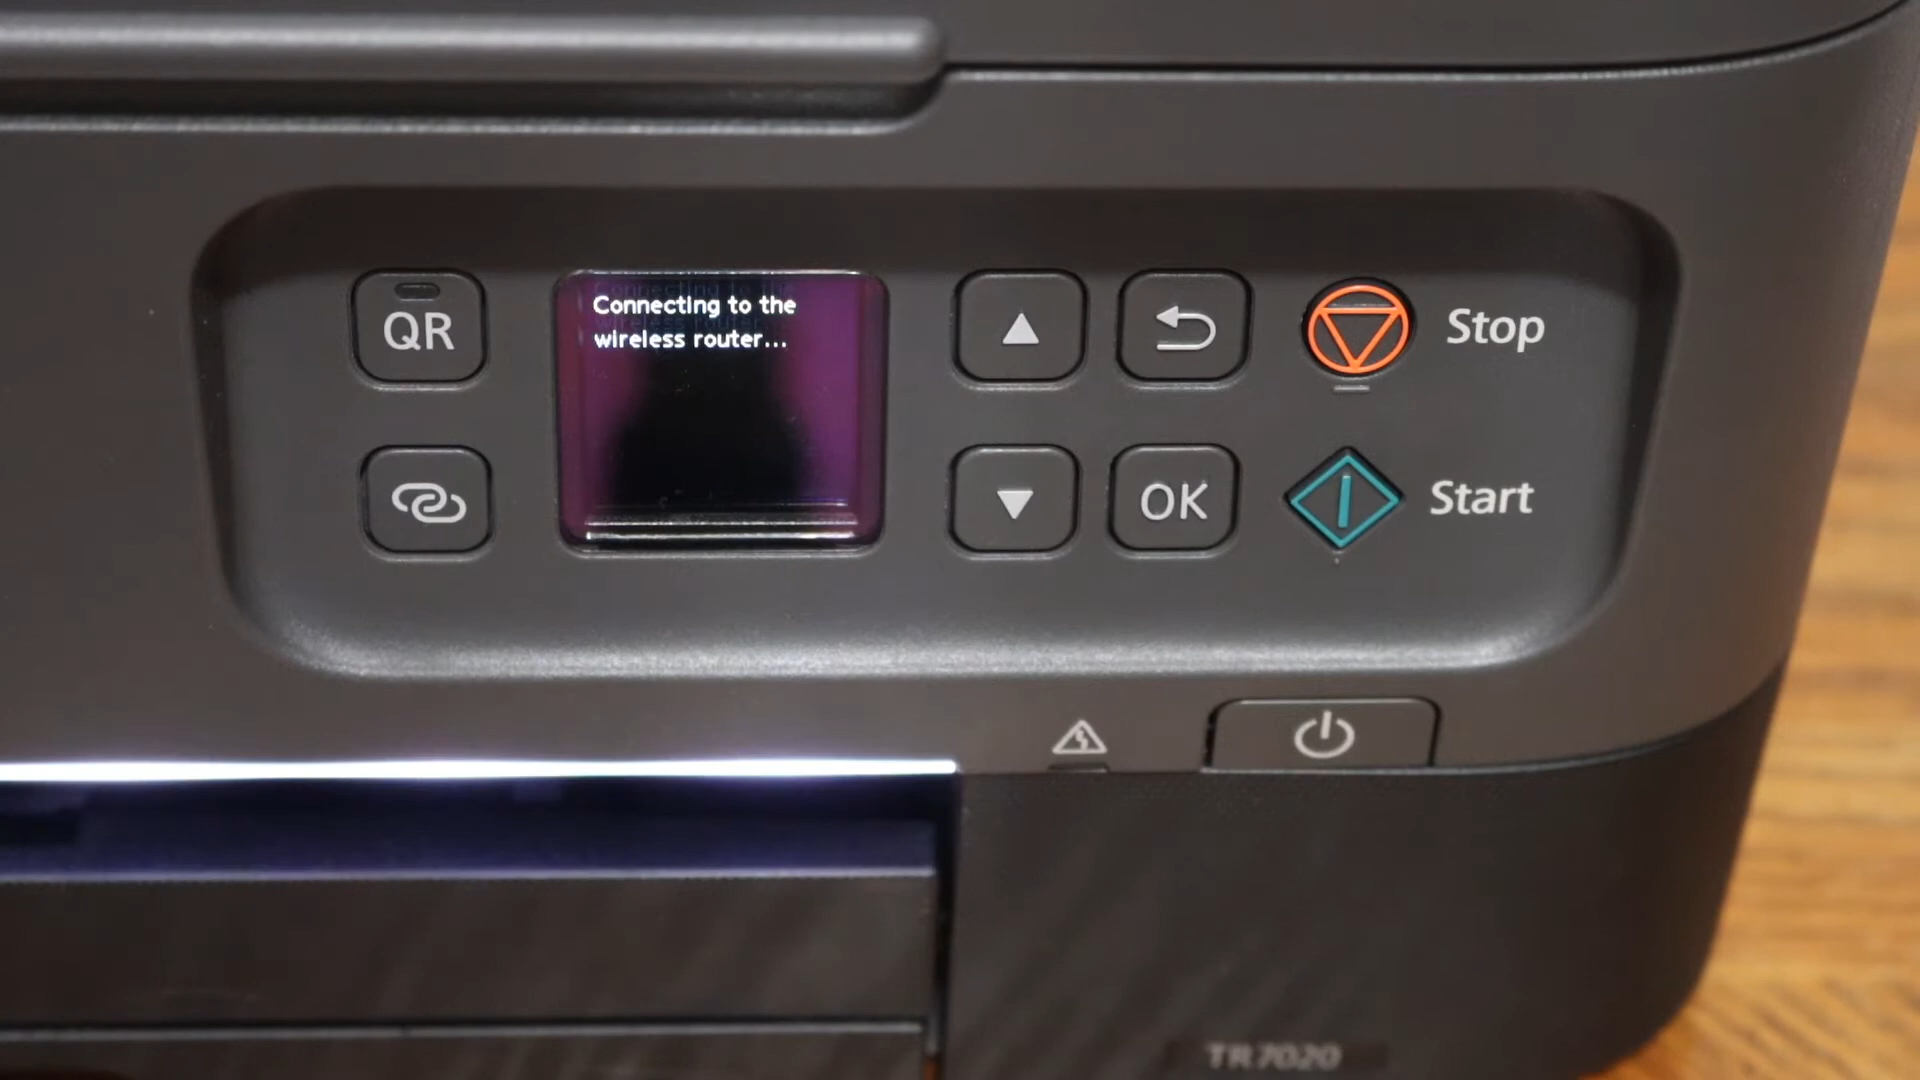 QR
Connecting to the
wireless router...
Stop
OK
Start
TR7020